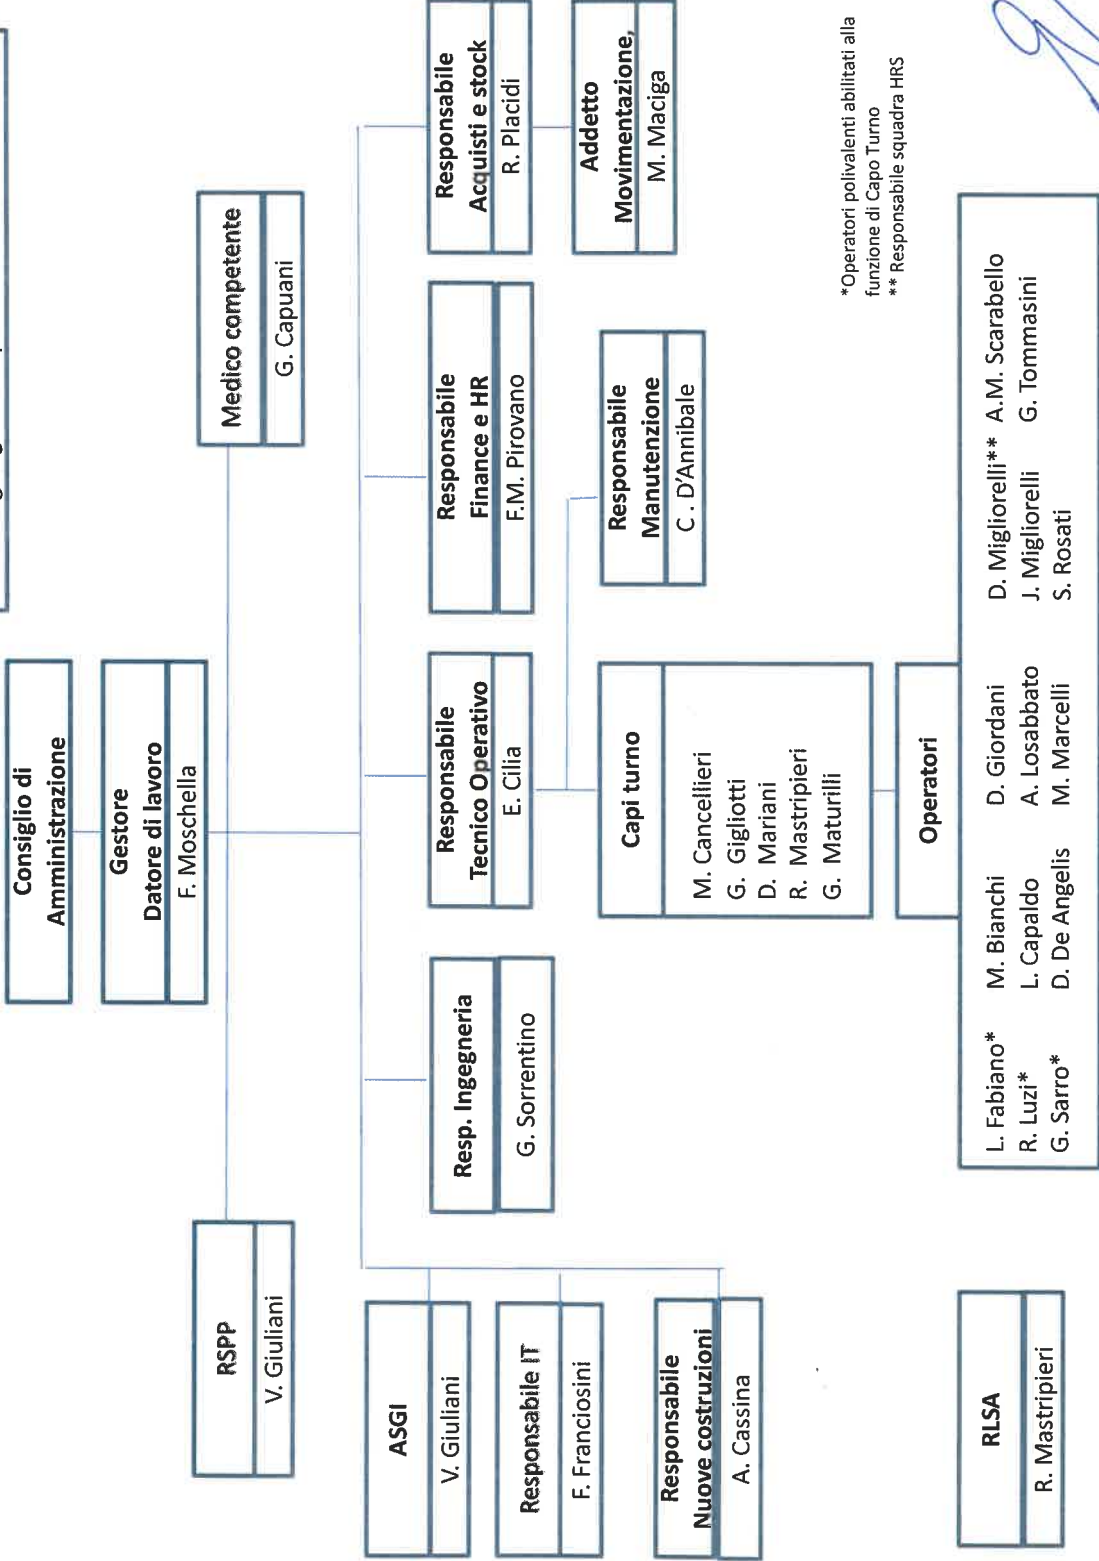 Consiglio di
Amministrazione
Gestore
Datore di lavoro
F. Moschella
RSPP
V. Giuliani
Medico competente
G. Capuani
ASGI
V. Giuliani
Responsabile IT
F. Franciosini
Responsabile
Nuove costruzioni
A. Cassina
Resp. Ingegneria
G. Sorrentino
Responsabile
Tecnico Operativo
E. Cilia
Responsabile
Finance e HR
F.M. Pirovano
Responsabile
Acquisti e stock
R. Placidi
Addetto
Movimentazione,
M. Maciga
Capi turno
M. Cancellieri
G. Gigliotti
D. Mariani
R. Mastripieri
G. Maturilli
Responsabile
Manutenzione
C . D'Annibale
*Operatori polivalenti abilitati alla
funzione di Capo Turno
** Responsabile squadra HRS
Operatori
L. Fabiano* M. Bianchi D. Giordani D. Migliorelli** A.M. Scarabello
R. Luzi* L. Capaldo A. Losabbato J. Migliorelli G. Tommasini
G. Sarro* D. De Angelis M. Marcelli S. Rosati
RLSA
R. Mastripieri